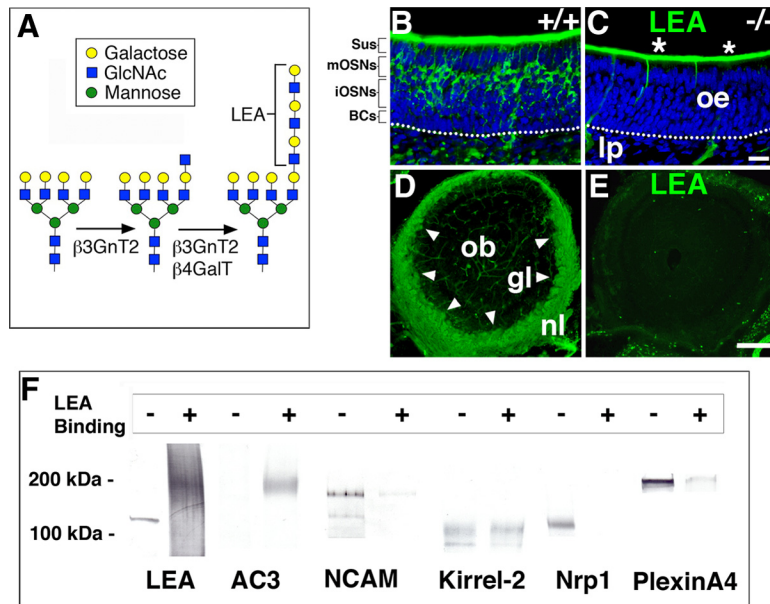 A
Galactose
GlcNAc
Mannose
LEA
β3GnT2
β3GnT2
β4GalT
B
+/+
Sus
mOSNs
iOSNs
BCs
C
LEA
-/-
*
*
oe
lp
D
ob
gl
nl
E
LEA
F
LEA
Binding
- + - + - + - + - + - +
200 kDa -
100 kDa -
LEA AC3 NCAM Kirrel-2 Nrp1 PlexinA4